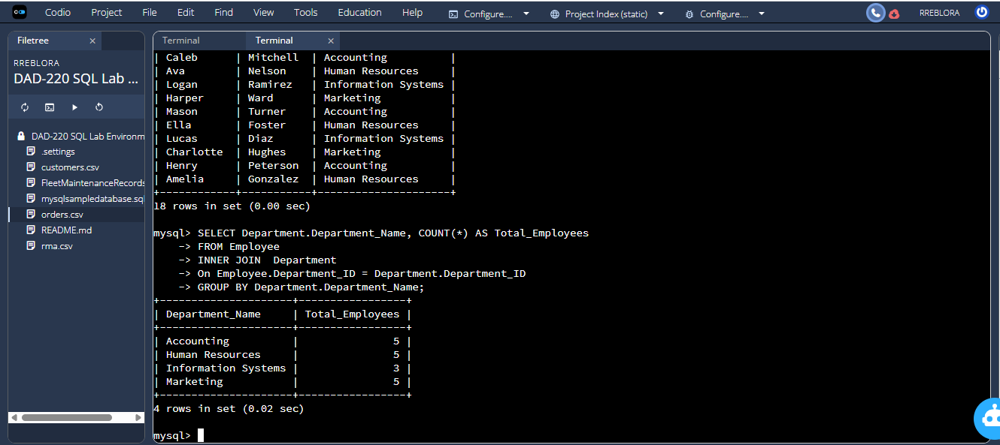 Codio Project File Edit Find View Tools Education Help Configure.... Project Index (static) Configure.... RREBLORA
Filetree ×
RREBLORA
DAD-220 SQL Lab ...
DAD-220 SQL Lab Environm
.settings
customers.csv
FleetMaintenanceRecords
mysqlsampledatabase.sql
orders.csv
README.md
rma.csv
Terminal Terminal ×
| Caleb | Mitchell | Accounting |
| Ava | Nelson | Human Resources |
| Logan | Ramirez | Information Systems |
| Harper | Ward | Marketing |
| Mason | Turner | Accounting |
| Ella | Foster | Human Resources |
| Lucas | Diaz | Information Systems |
| Charlotte | Hughes | Marketing |
| Henry | Peterson | Accounting |
| Amelia | Gonzalez | Human Resources |
+------------+-----------+---------------------+
18 rows in set (0.00 sec)
mysql> SELECT Department.Department_Name, COUNT(*) AS Total_Employees
-> FROM Employee
-> INNER JOIN  Department
-> On Employee.Department_ID = Department.Department_ID
-> GROUP BY Department.Department_Name;
+---------------------+-----------------+
| Department_Name | Total_Employees |
+---------------------+-----------------+
| Accounting | 5 |
| Human Resources | 5 |
| Information Systems | 3 |
| Marketing | 5 |
+---------------------+-----------------+
4 rows in set (0.02 sec)
mysql>